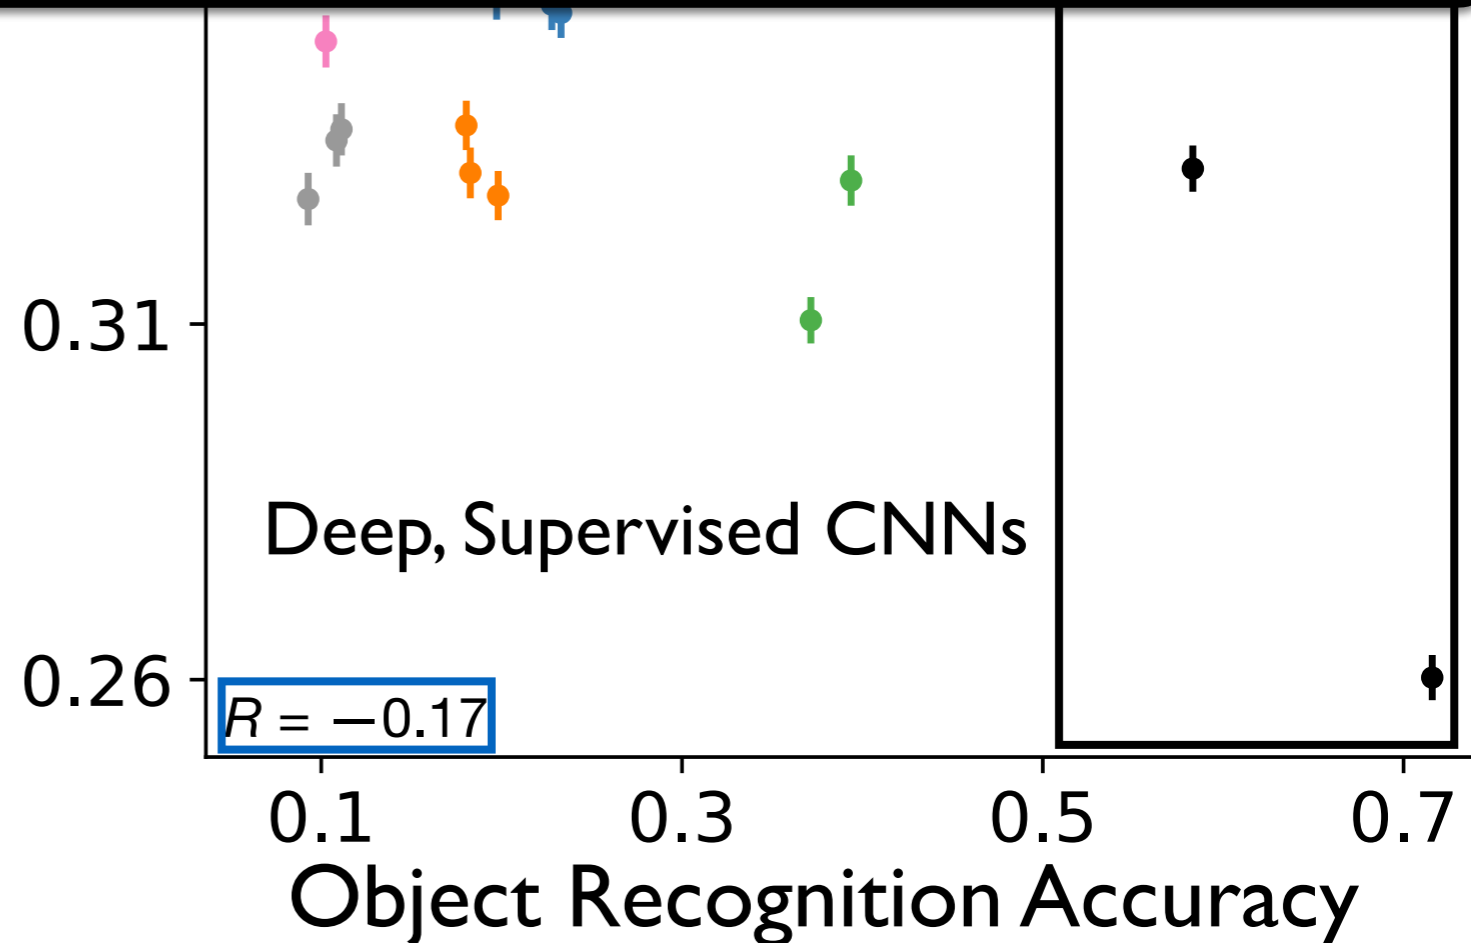 0.31
Deep, Supervised CNNs
0.26
R = −0.17
0.1 0.3 0.5 0.7
Object Recognition Accuracy